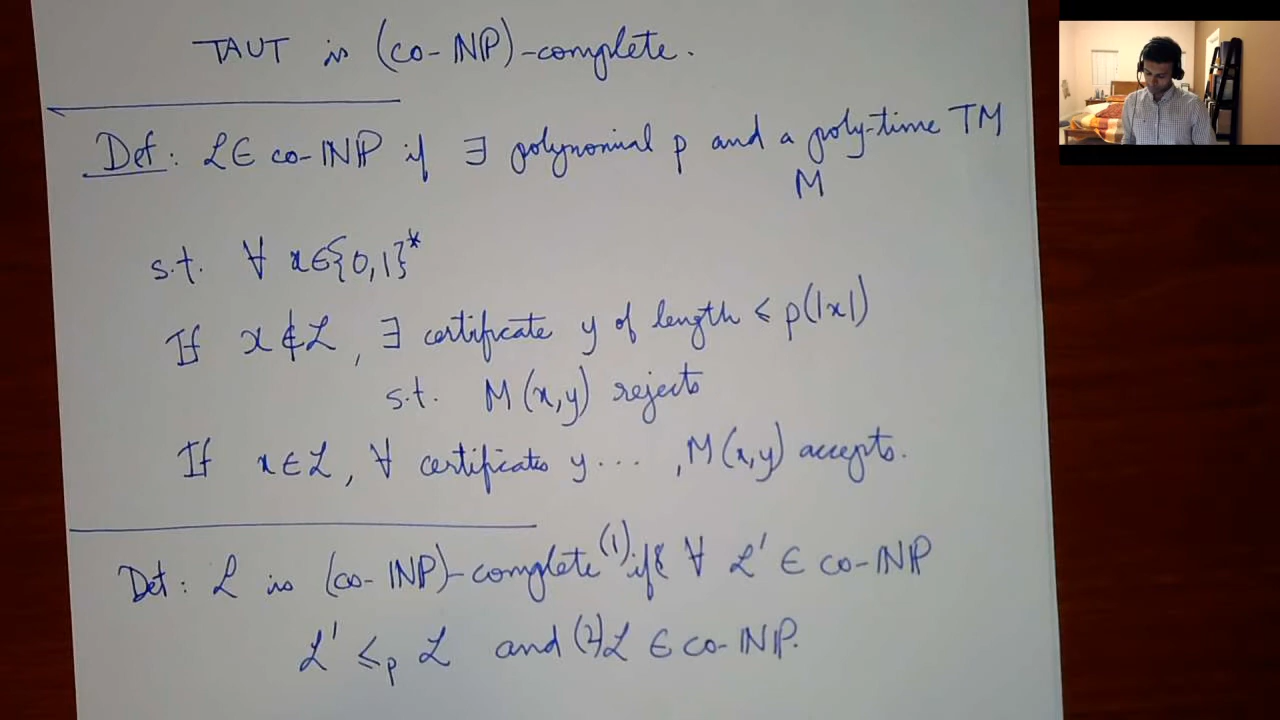 TAUT is (co-NP)-complete.
Def: L ∈ co-NP if ∃ polynomial p and a poly-time TM
M
s.t. ∀ x∈{0,1}*
If x∉L, ∃ certificate y of length ≤ p(|x|)
s.t. M(x,y) rejects
If x∈L, ∀ certificates y ..., M(x,y) accepts.
Def: L is (co-NP)-complete (1) if ∀ L' ∈ co-NP
L' ≤p L and (2) L ∈ co-NP.